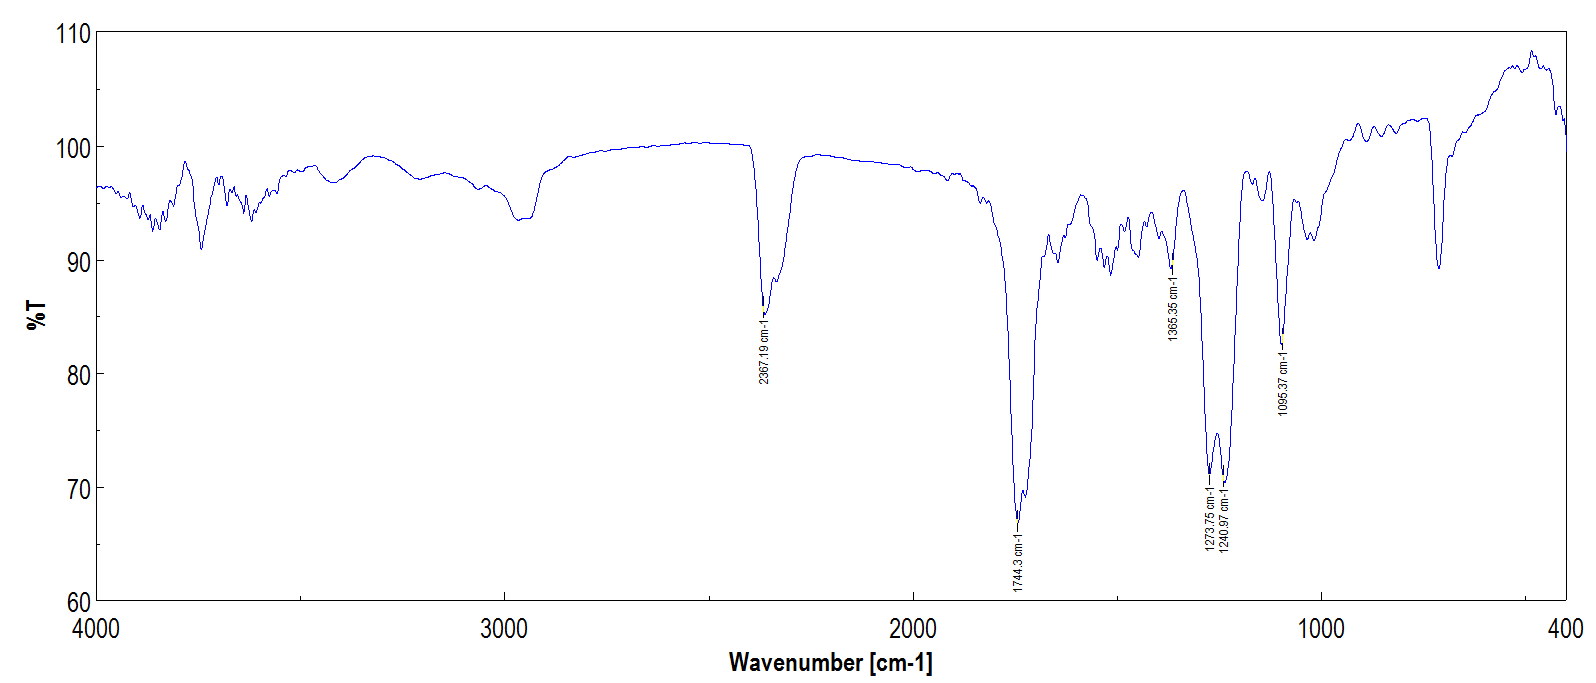 110
100
90
80
70
60
%T
2367.19 cm-1
1744.3 cm-1
1365.35 cm-1
1273.75 cm-1
1240.97 cm-1
1095.37 cm-1
4000
3000
2000
1000
400
Wavenumber [cm-1]